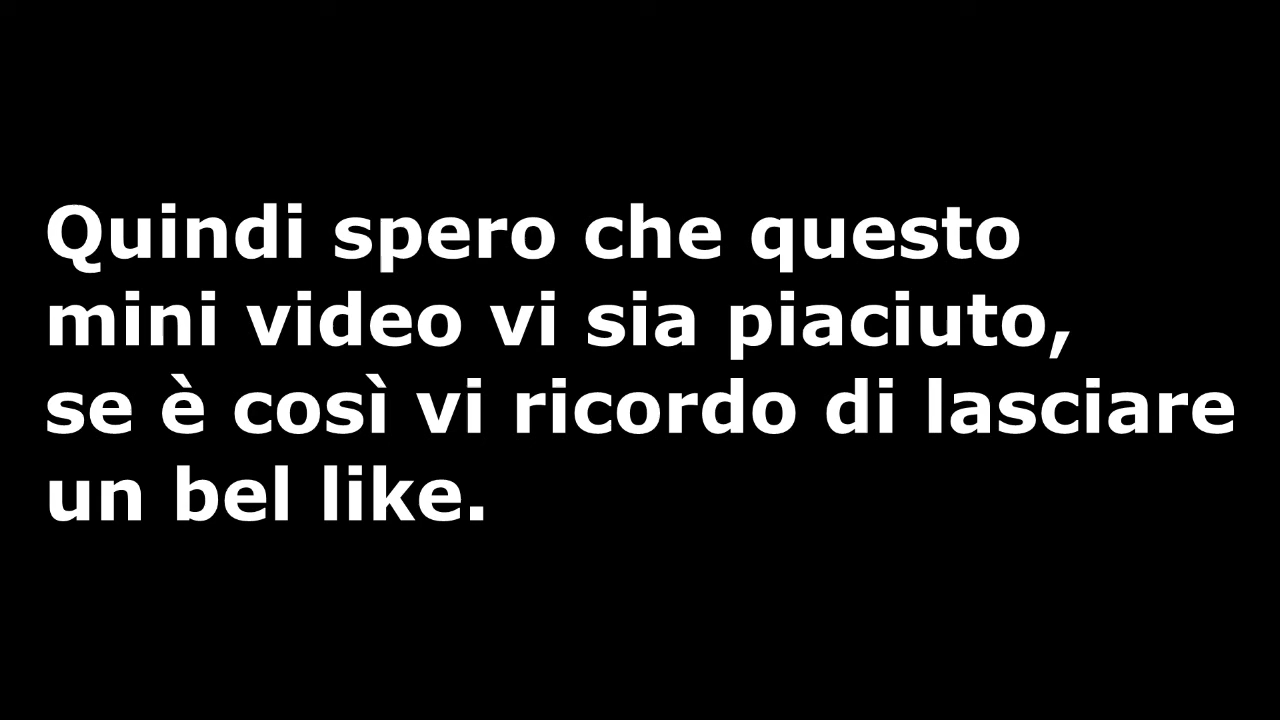 Quindi spero che questo
mini video vi sia piaciuto,
se è così vi ricordo di lasciare
un bel like.